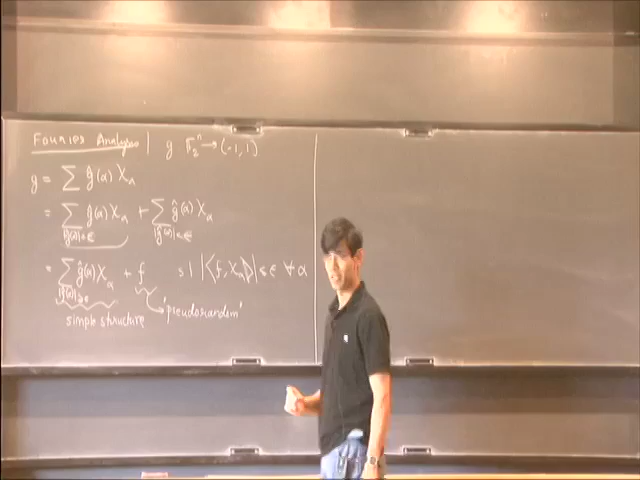 Fourier Analysis | g 𝔽₂ⁿ → (-1, 1)
g = Σ ĝ(α) χ_α
= Σ_{|ĝ(α)|≥ε} ĝ(α) χ_α + Σ_{|ĝ(α)|<ε} ĝ(α) χ_α
= Σ_{|ĝ(α)|≥ε} ĝ(α) χ_α + f s.t |⟨f, χ_α⟩| ≤ ε ∀ α
simple structure "pseudorandom"